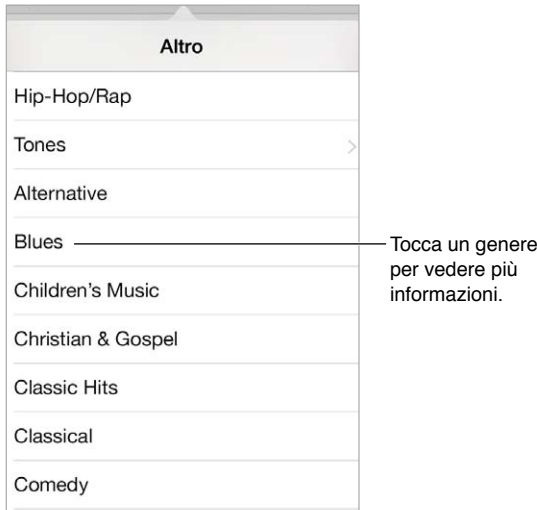 Altro
Hip-Hop/Rap
Tones
Alternative
Blues
Tocca un genere
per vedere più
informazioni.
Children's Music
Christian & Gospel
Classic Hits
Classical
Comedy